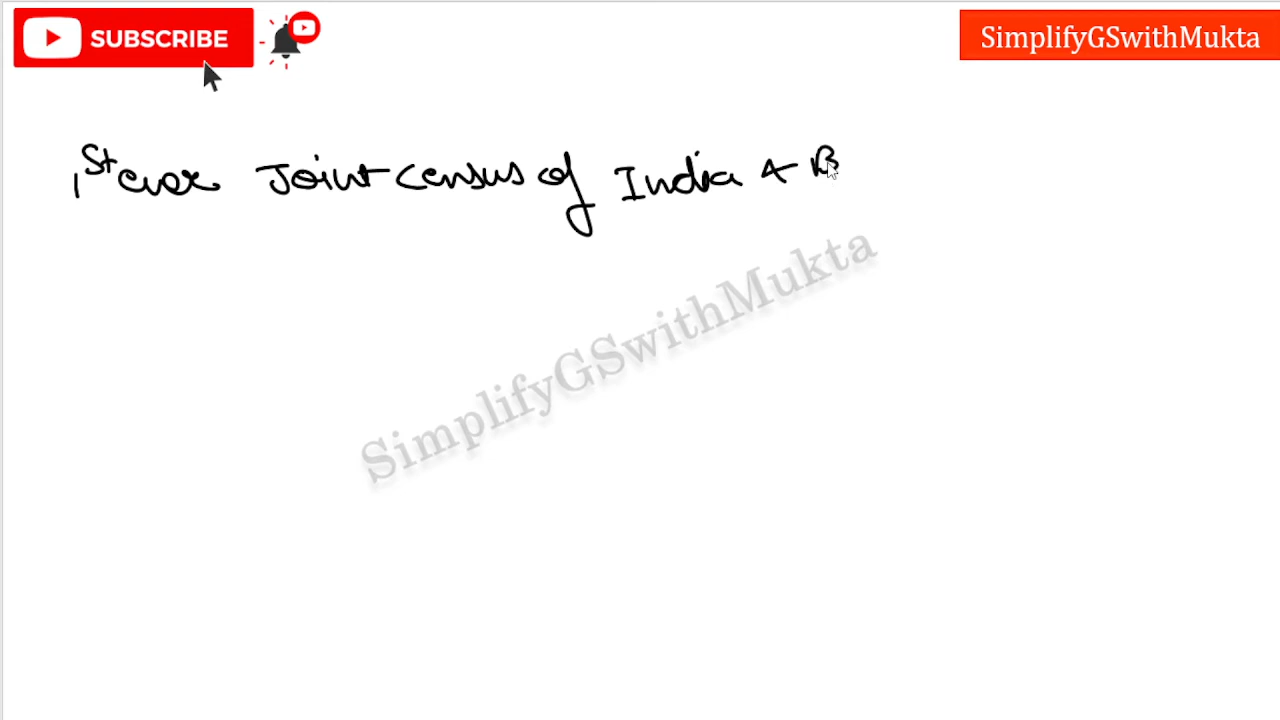 SUBSCRIBE
SimplifyGSwithMukta
1st ever Joint census of India & B
SimplifyGSwithMukta